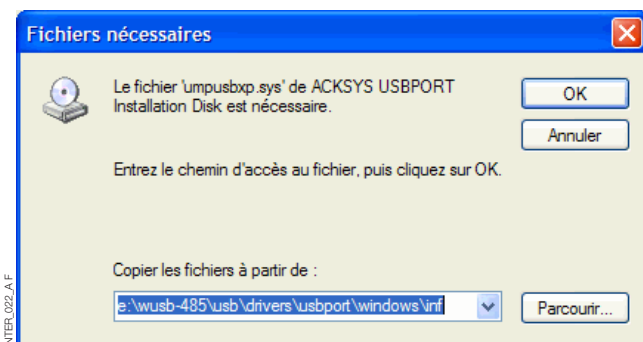 Fichiers nécessaires
Le fichier 'umpusbxp.sys' de ACKSYS USBPORT
Installation Disk est nécessaire.
OK
Annuler
Entrez le chemin d'accès au fichier, puis cliquez sur OK.
Copier les fichiers à partir de :
e:\wusb-485\usb\drivers\usbport\windows\inf
Parcourir...
NTER_022_A F